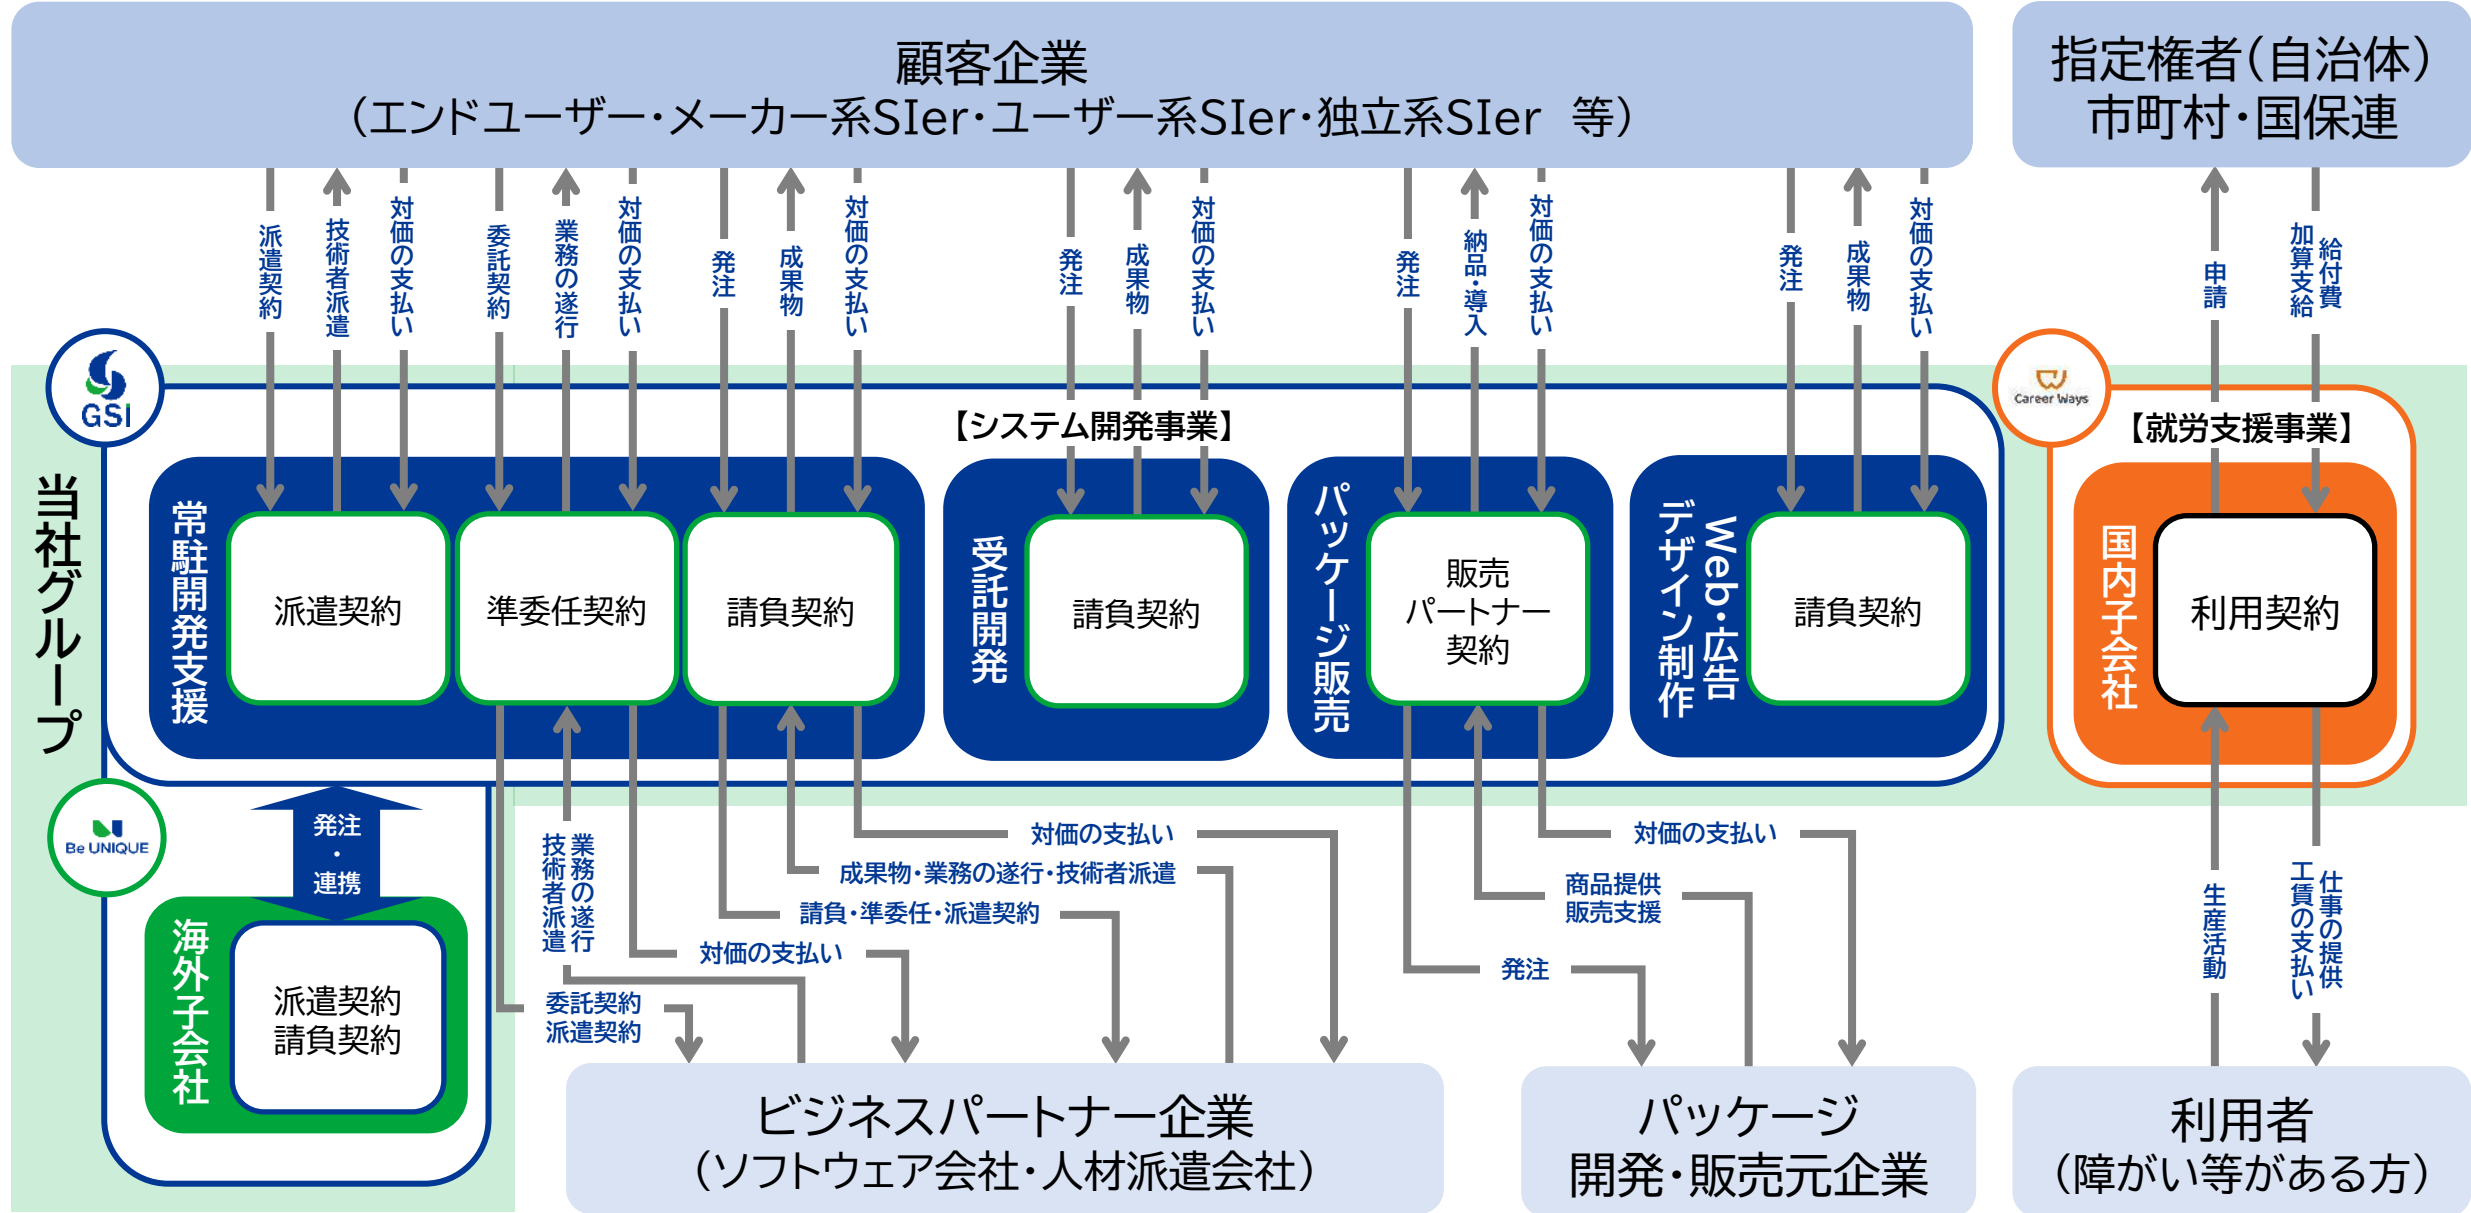 顧客企業
（エンドユーザー・メーカー系SIer・ユーザー系SIer・独立系SIer　等）
指定権者（自治体）
市町村・国保連
派遣契約
技術者派遣
対価の支払い
委託契約
業務の遂行
対価の支払い
発注
成果物
対価の支払い
発注
成果物
対価の支払い
発注
納品・導入
対価の支払い
発注
成果物
対価の支払い
申請
給付費
加算支給
GSI
Career Ways
【システム開発事業】
【就労支援事業】
当社グループ
常駐開発支援
派遣契約
準委任契約
請負契約
受託開発
請負契約
パッケージ販売
販売
パートナー
契約
Web・広告
デザイン制作
請負契約
国内子会社
利用契約
Be UNIQUE
発注
・
連携
海外子会社
派遣契約
請負契約
業務の遂行
技術者派遣
対価の支払い
成果物・業務の遂行・技術者派遣
請負・準委任・派遣契約
対価の支払い
委託契約
派遣契約
対価の支払い
商品提供
販売支援
発注
生産活動
仕事の提供
工賃の支払い
ビジネスパートナー企業
（ソフトウェア会社・人材派遣会社）
パッケージ
開発・販売元企業
利用者
（障がい等がある方）